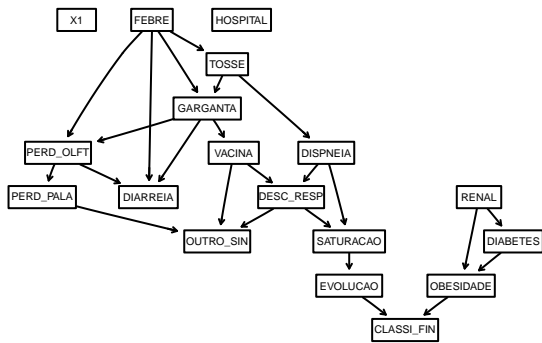 X1 FEBRE HOSPITAL
TOSSE
GARGANTA
PERD_OLFT VACINA DISPNEIA
PERD_PALA DIARREIA DESC_RESP RENAL
OUTRO_SIN SATURACAO DIABETES
EVOLUCAO OBESIDADE
CLASSI_FIN